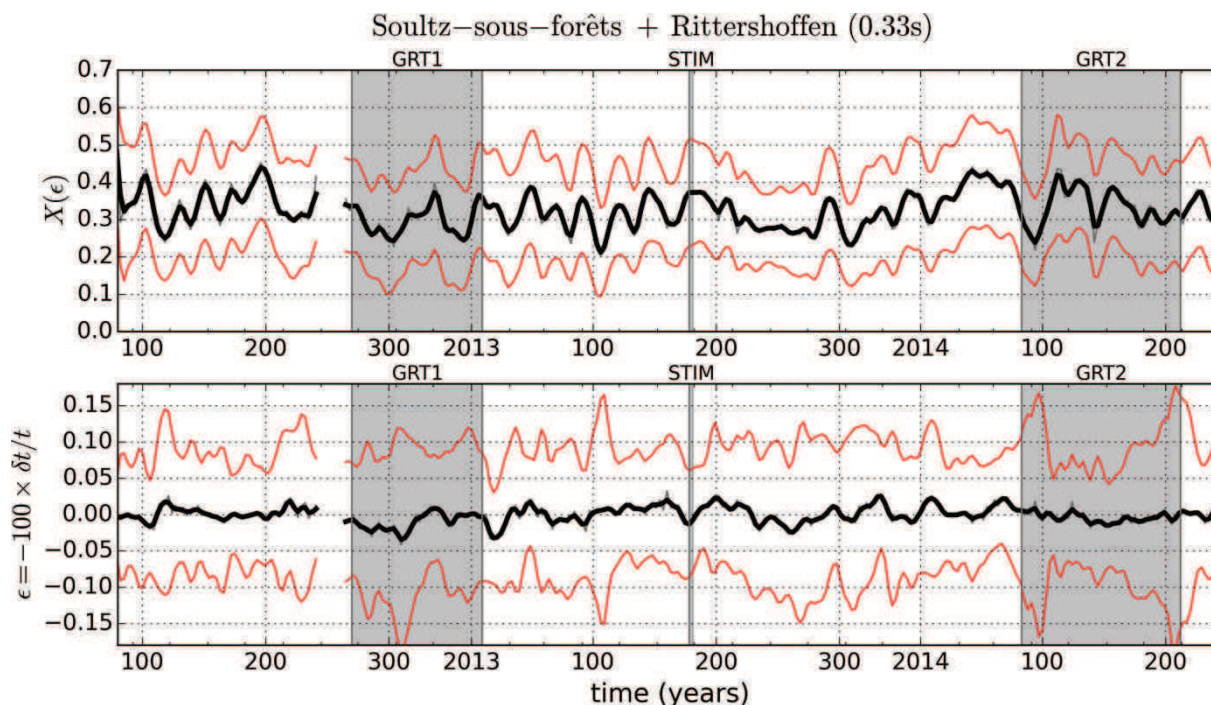 Soultz−sous−forêts + Rittershoffen (0.33s)
GRT1 STIM GRT2
0.7
0.6
0.5
0.4
0.3
0.2
0.1
0.0
X(ϵ)
100 200 300 2013 100 200 300 2014 100 200
GRT1 STIM GRT2
0.15
0.10
0.05
0.00
−0.05
−0.10
−0.15
ϵ=−100 × δt/t
100 200 300 2013 100 200 300 2014 100 200
time (years)